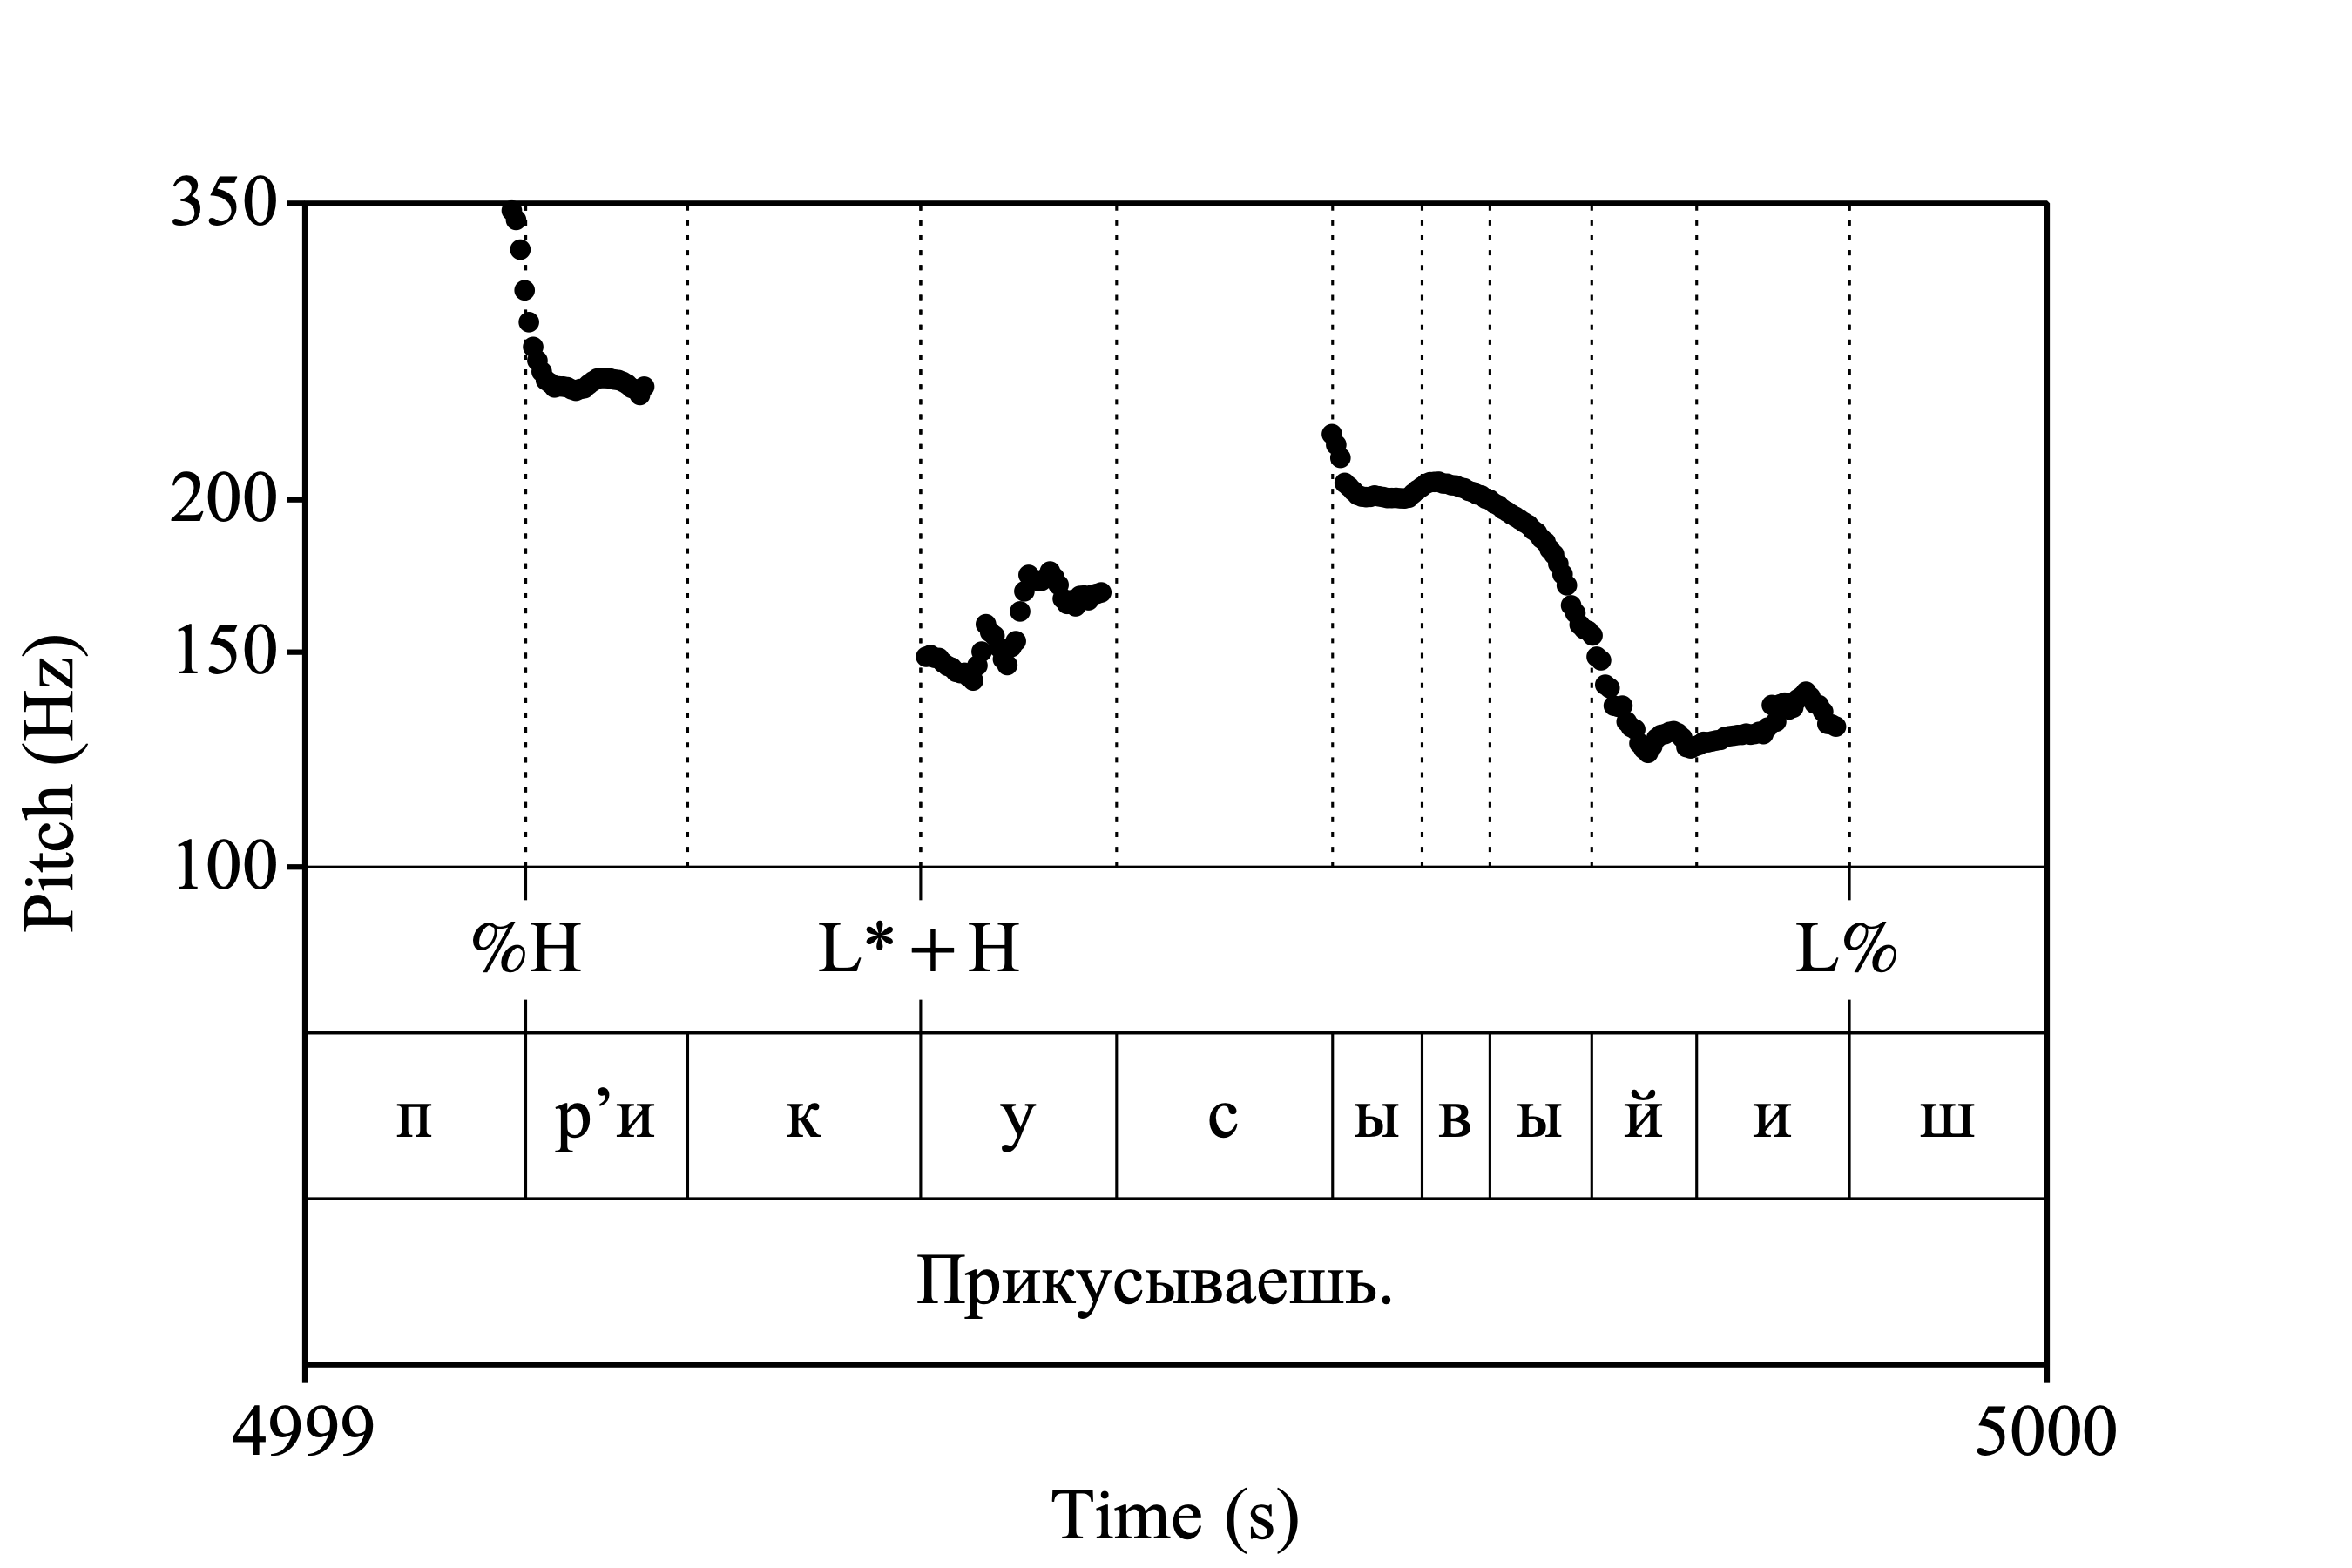 350
200
150
100
Pitch (Hz)
%H L*+H L%
п р’и к у с ы в ы й и ш
Прикусываешь.
4999 5000
Time (s)